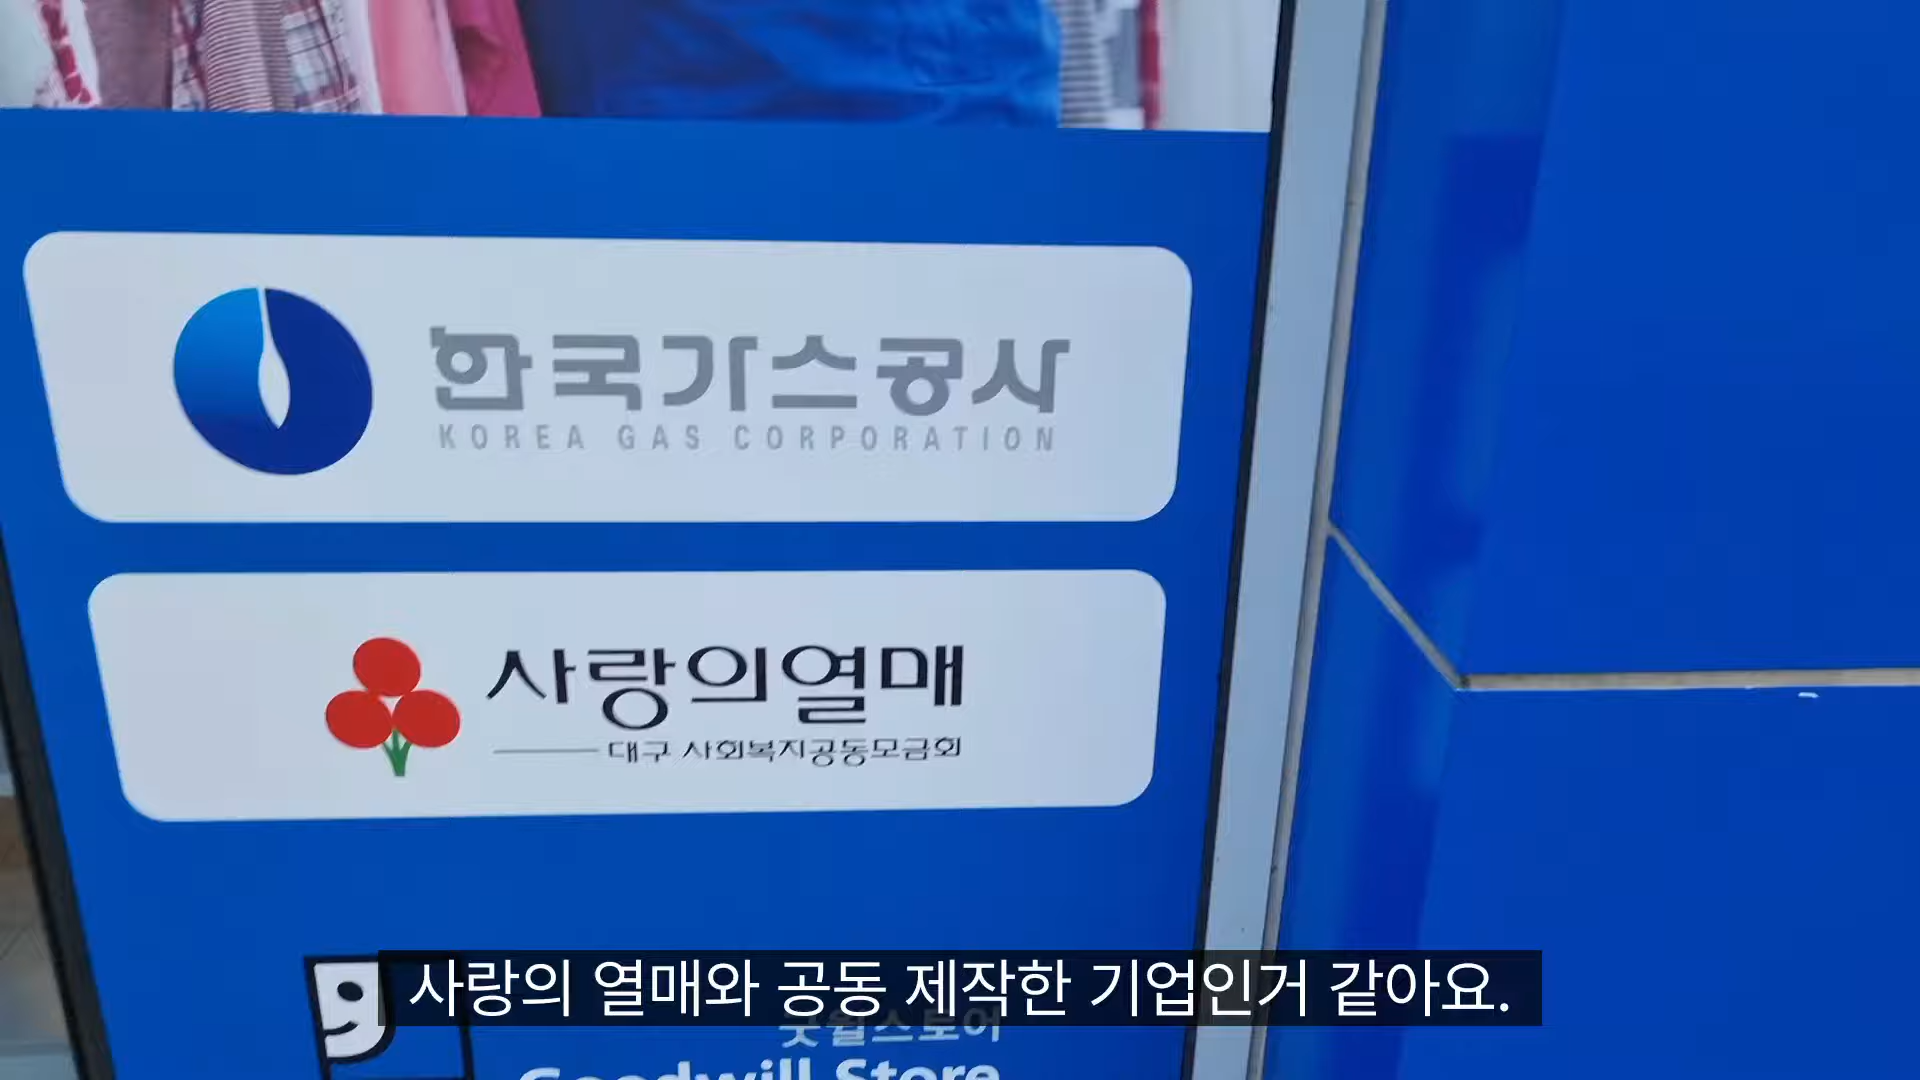 한국가스공사
KOREA GAS CORPORATION
사랑의열매
대구 사회복지공동모금회
사랑의 열매와 공동 제작한 기업인거 같아요.
굿윌스토어
Goodwill Store